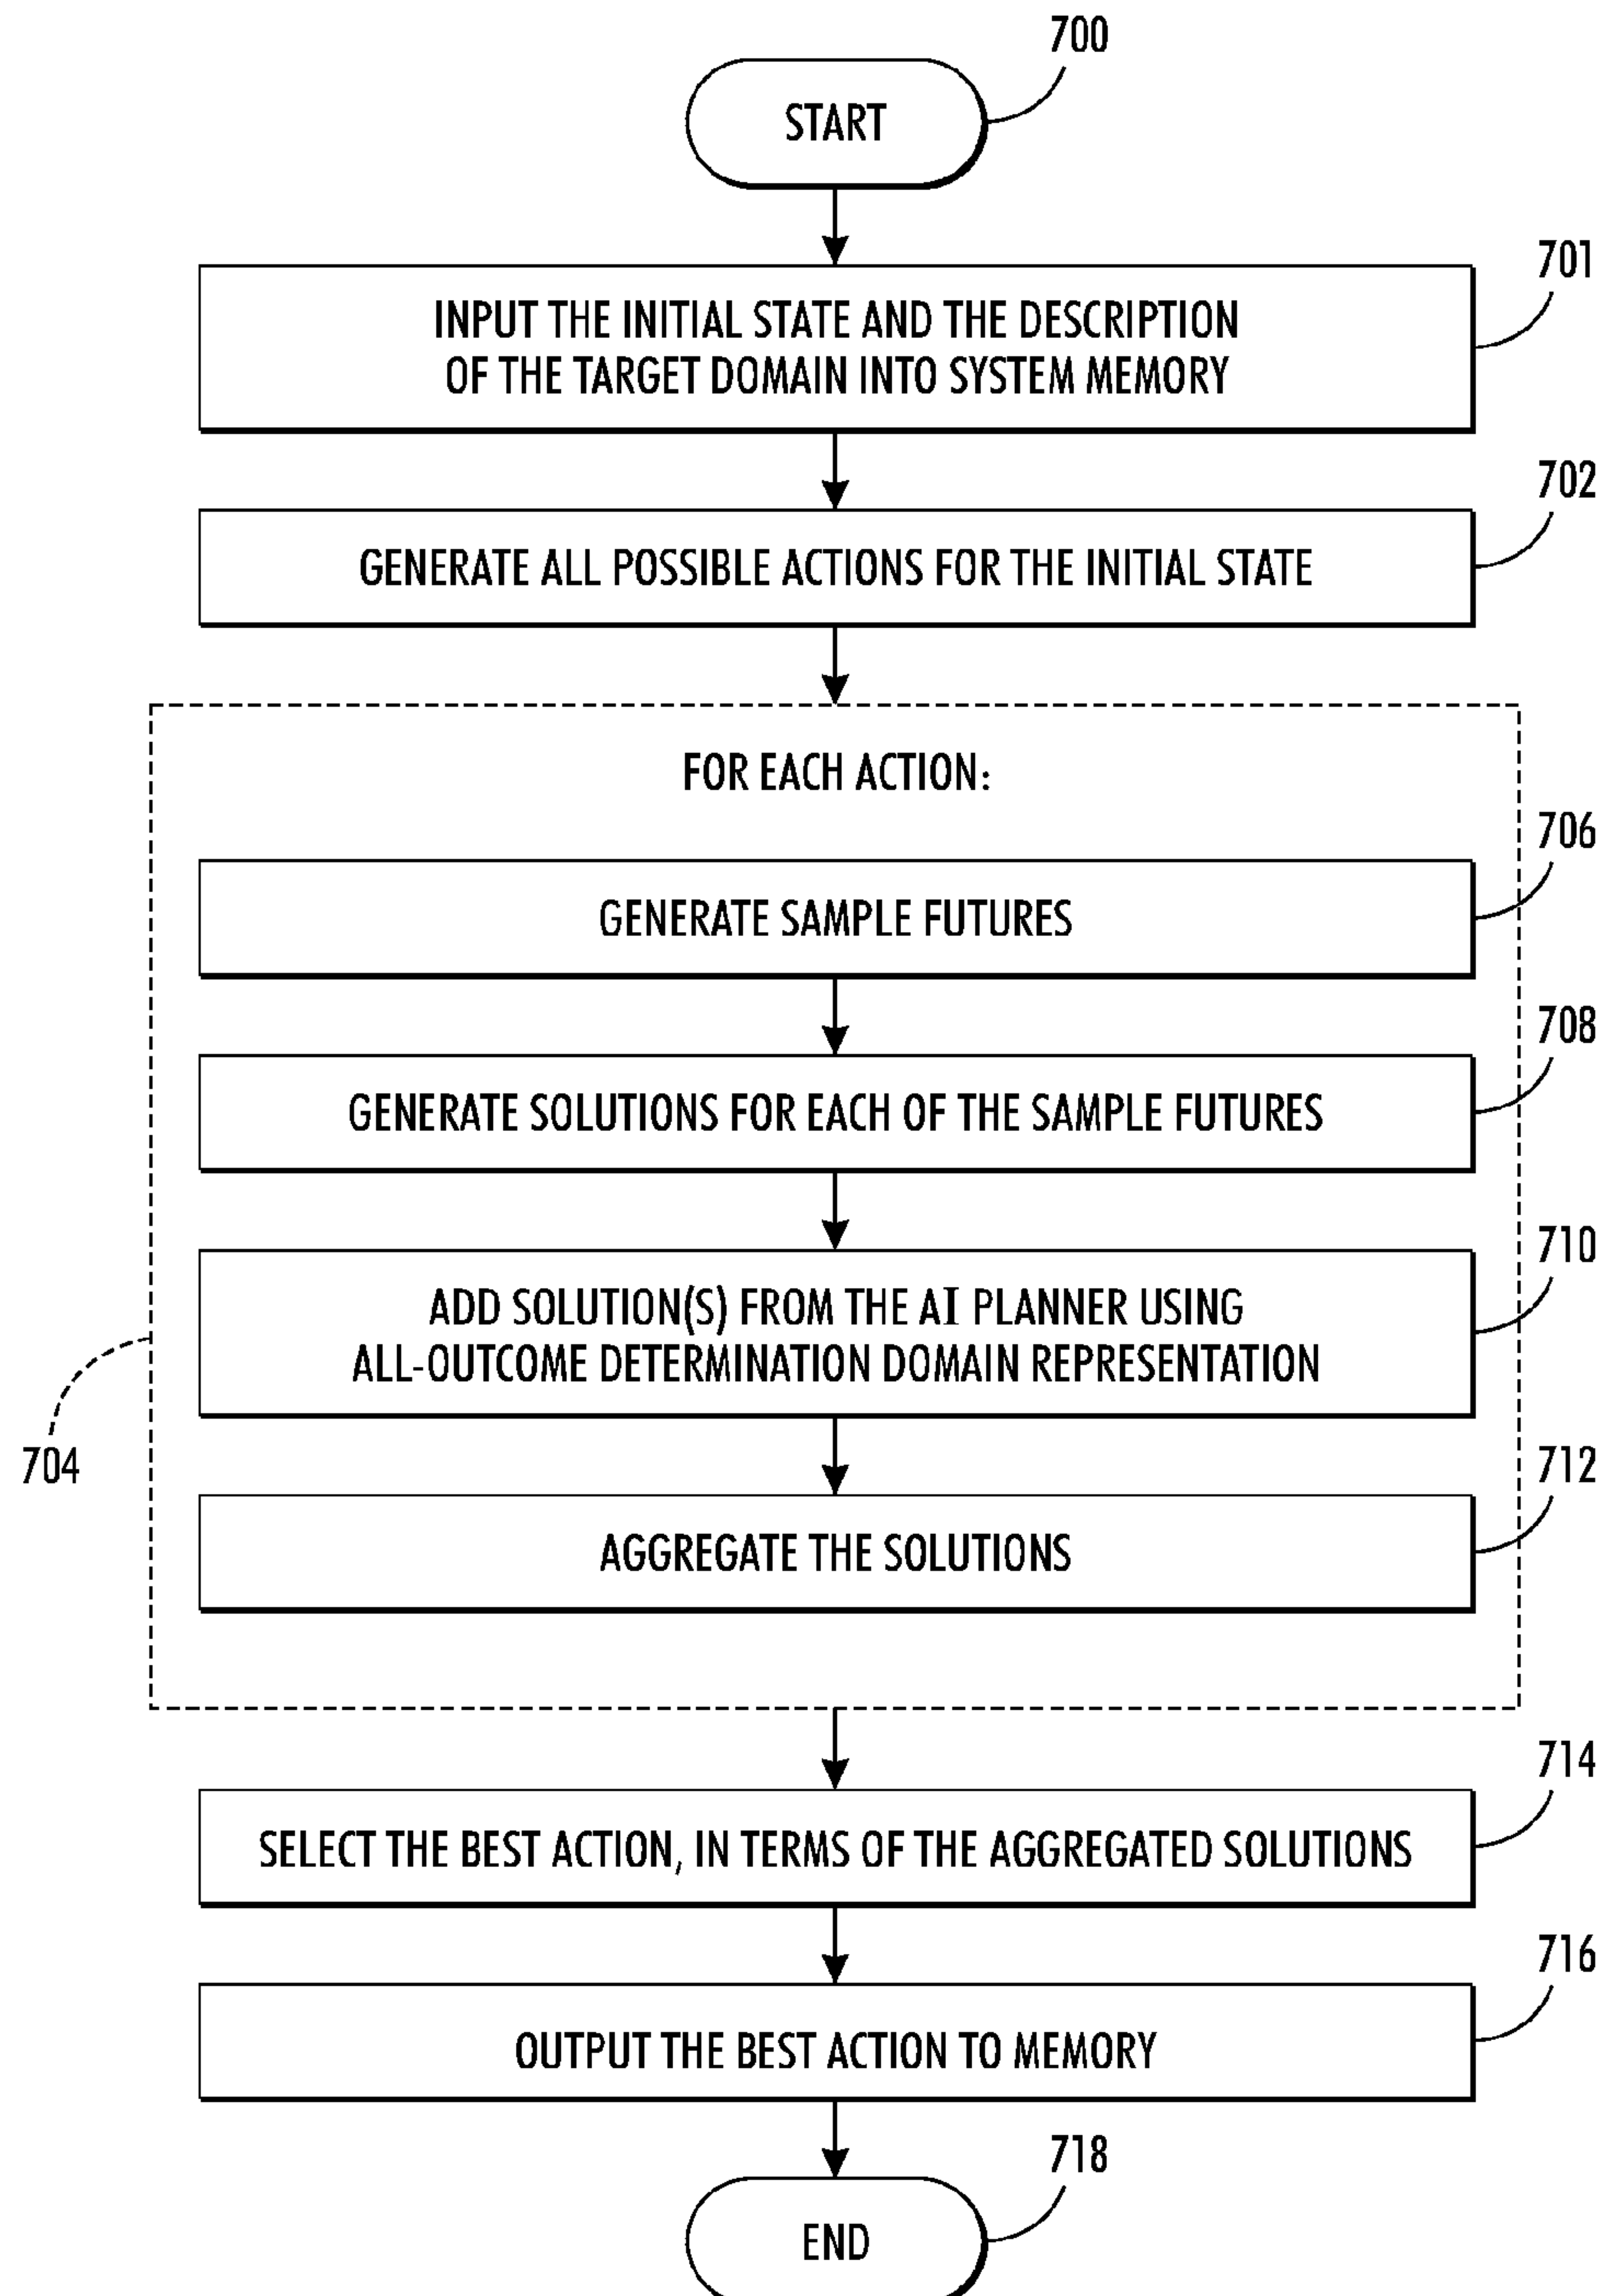 700
START
701
INPUT THE INITIAL STATE AND THE DESCRIPTION
OF THE TARGET DOMAIN INTO SYSTEM MEMORY
702
GENERATE ALL POSSIBLE ACTIONS FOR THE INITIAL STATE
FOR EACH ACTION:
706
GENERATE SAMPLE FUTURES
708
GENERATE SOLUTIONS FOR EACH OF THE SAMPLE FUTURES
710
ADD SOLUTION(S) FROM THE AI PLANNER USING
ALL-OUTCOME DETERMINATION DOMAIN REPRESENTATION
704
712
AGGREGATE THE SOLUTIONS
714
SELECT THE BEST ACTION, IN TERMS OF THE AGGREGATED SOLUTIONS
716
OUTPUT THE BEST ACTION TO MEMORY
718
END